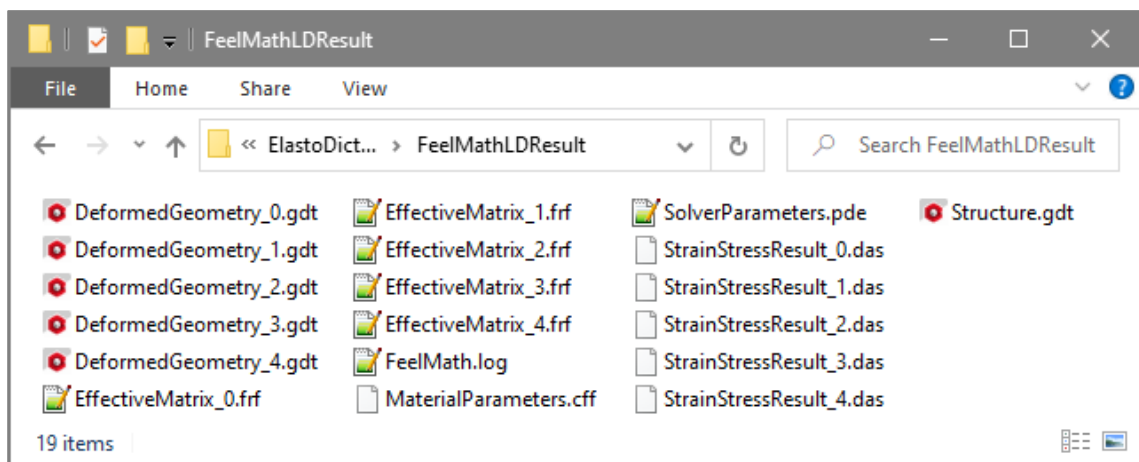 FeelMathLDResult
File Home Share View
« ElastoDict... > FeelMathLDResult Search FeelMathLDResult
DeformedGeometry_0.gdt EffectiveMatrix_1.frf SolverParameters.pde Structure.gdt
DeformedGeometry_1.gdt EffectiveMatrix_2.frf StrainStressResult_0.das
DeformedGeometry_2.gdt EffectiveMatrix_3.frf StrainStressResult_1.das
DeformedGeometry_3.gdt EffectiveMatrix_4.frf StrainStressResult_2.das
DeformedGeometry_4.gdt FeelMath.log StrainStressResult_3.das
EffectiveMatrix_0.frf MaterialParameters.cff StrainStressResult_4.das
19 items